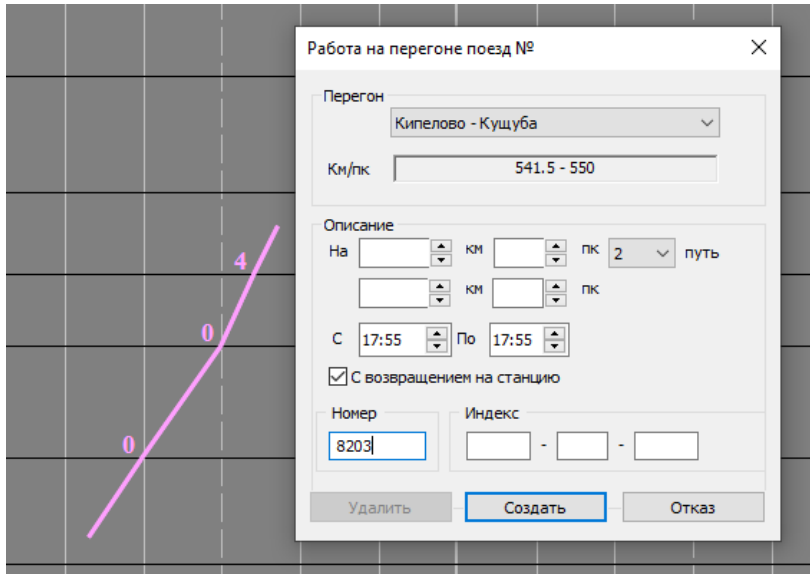 Работа на перегоне поезд №
Перегон
Кипелово - Кущуба
Км/пк 541.5 - 550
Описание
На км пк 2 путь
км пк
С 17:55 По 17:55
С возвращением на станцию
Номер Индекс
8203 - -
Удалить Создать Отказ
4
0
0